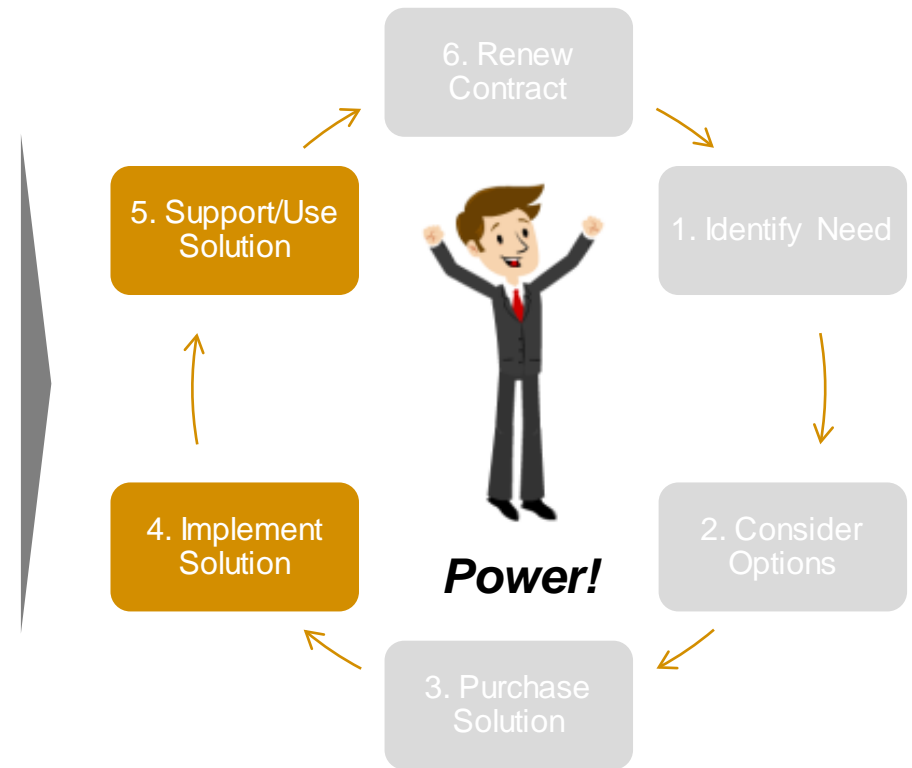 6. Renew
Contract
5. Support/Use
Solution
1. Identify Need
4. Implement
Solution
2. Consider
Options
Power!
3. Purchase
Solution